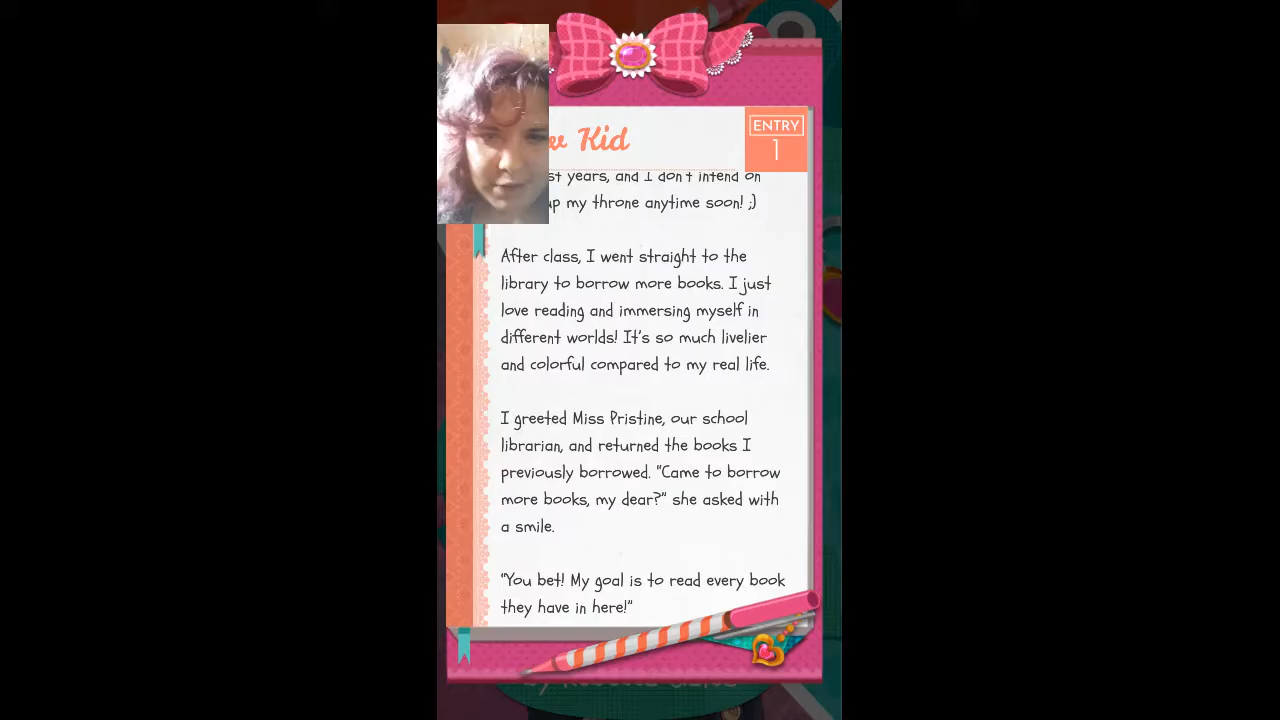 Kid
ENTRY
1
years, and I don't intend on
up my throne anytime soon! ;)
After class, I went straight to the
library to borrow more books. I just
love reading and immersing myself in
different worlds! It's so much livelier
and colorful compared to my real life.
I greeted Miss Pristine, our school
librarian, and returned the books I
previously borrowed. "Came to borrow
more books, my dear?" she asked with
a smile.
"You bet! My goal is to read every book
they have in here!"